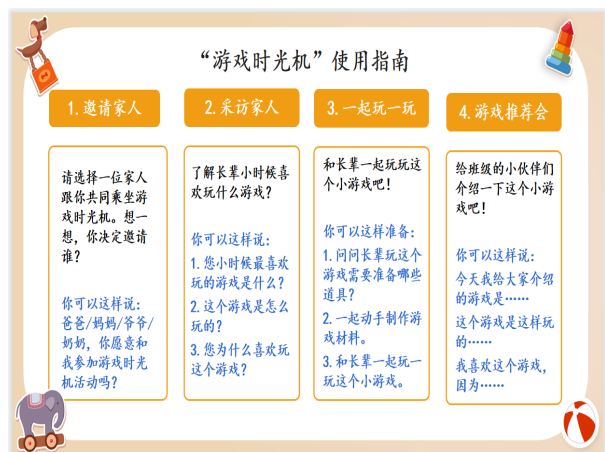 “游戏时光机”使用指南
1.邀请家人
请选择一位家人
跟你共同乘坐游
戏时光机。想一
想，你决定邀请
谁？
你可以这样说：
爸爸/妈妈/爷爷/
奶奶，你愿意和
我参加游戏时光
机活动吗？
2.采访家人
了解长辈小时候喜
欢玩什么游戏？
你可以这样说：
1.您小时候最喜欢
玩的游戏是什么？
2.这个游戏是怎么
玩的？
3.您为什么喜欢玩
这个游戏？
3.一起玩一玩
和长辈一起玩玩这
个小游戏吧！
你可以这样准备：
1.问问长辈玩这个
游戏需要准备哪些
道具？
2.一起动手制作游
戏材料。
3.和长辈一起玩一
玩这个小游戏。
4.游戏推荐会
给班级的小伙伴们
介绍一下这个小游
戏吧！
你可以这样说：
今天我给大家介绍
的游戏是……
这个游戏是这样玩
的……
我喜欢这个游戏，
因为……